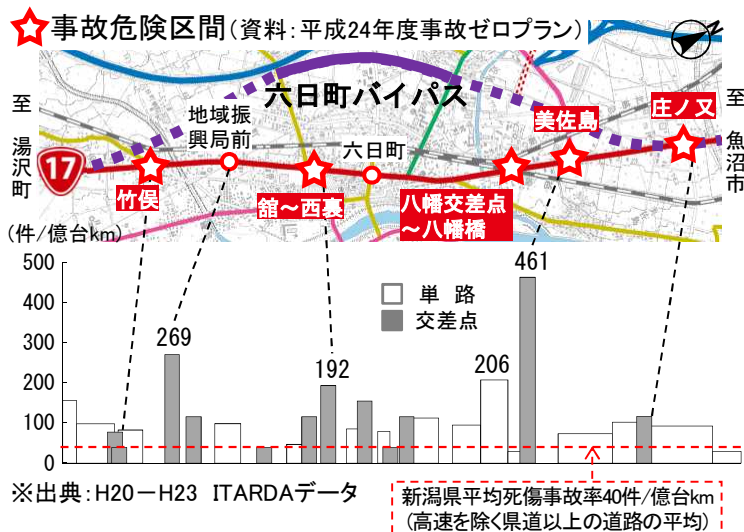 事故危険区間(資料:平成24年度事故ゼロプラン)
六日町バイパス
至
湯沢町
17
地域振
興局前
六日町
美佐島
庄ノ又
至
魚沼市
竹俣
舘～西裏
八幡交差点
～八幡橋
(件/億台km)
500
400
300
200
100
0
269
192
206
461
単 路
交差点
※出典:H20－H23 ITARDAデータ
新潟県平均死傷事故率40件/億台km
(高速を除く県道以上の道路の平均)